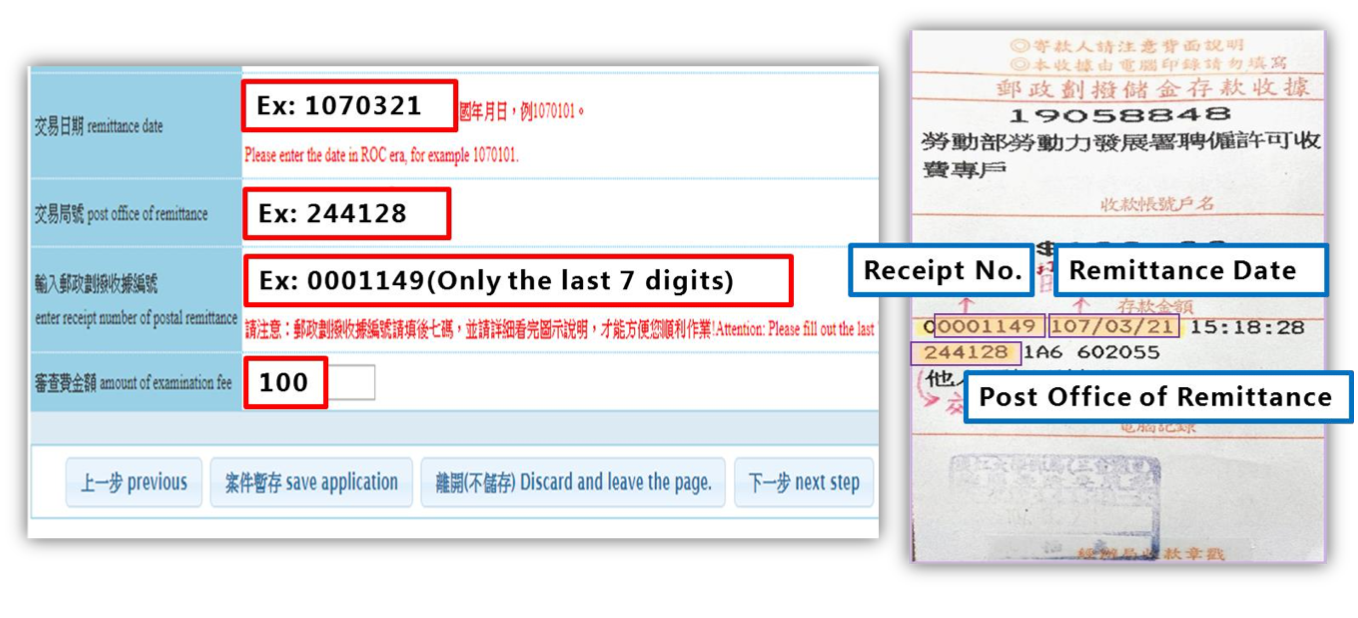 交易日期 remittance date
Ex: 1070321
國年月日，例1070101。
Please enter the date in ROC era, for example 1070101.
交易局號 post office of remittance
Ex: 244128
輸入郵政劃撥收據編號
enter receipt number of postal remittance
Ex: 0001149(Only the last 7 digits)
請注意：郵政劃撥收據編號請填後七碼，並請詳細看完圖示說明，才能方便您順利作業!Attention: Please fill out the last
審查費金額 amount of examination fee
100
上一步 previous
案件暫存 save application
離開(不儲存) Discard and leave the page.
下一步 next step
◎寄款人請注意背面說明
◎本收據由電腦印錄請勿填寫
郵政劃撥儲金存款收據
19058848
勞動部勞動力發展署聘僱許可收
費專戶
收款帳號戶名
Receipt No.
Remittance Date
存款金額
00001149 107/03/21 15:18:28
244128 1A6 602055
他
Post Office of Remittance
電腦記錄
經辦局收款章戳